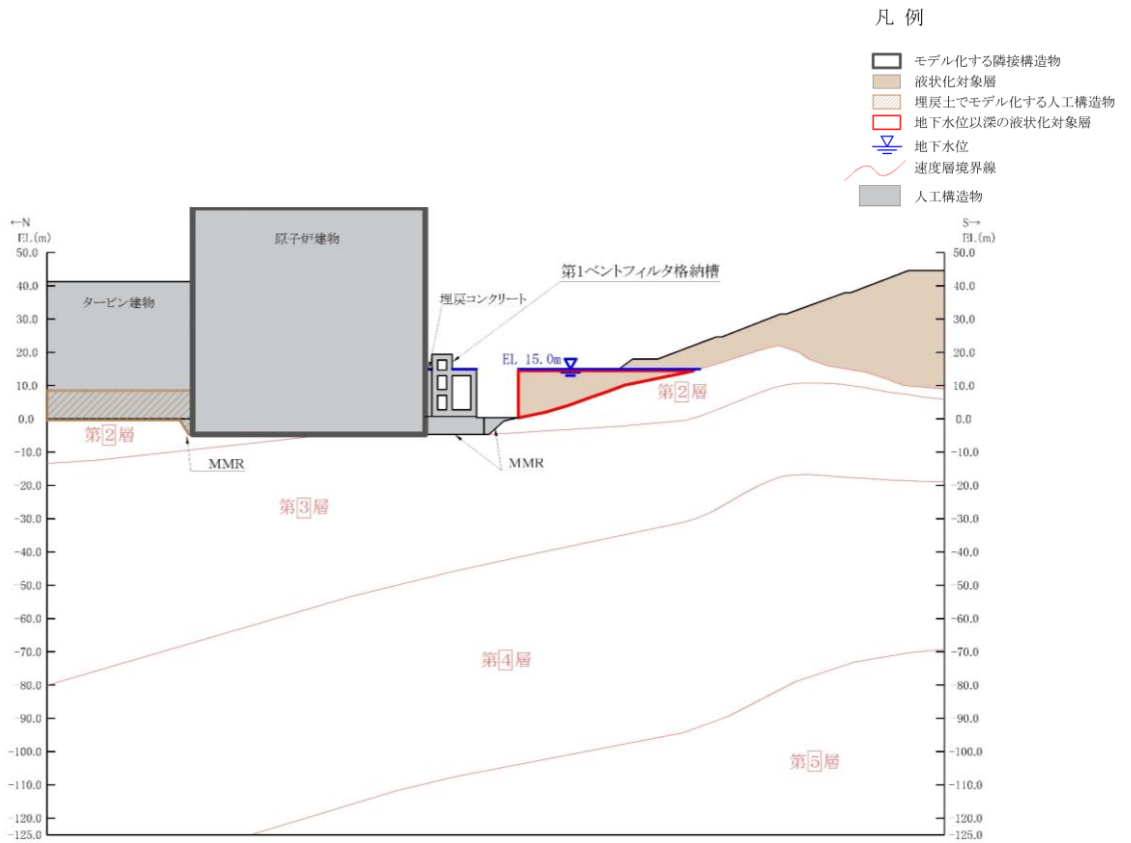 凡 例
モデル化する隣接構造物
液状化対象層
埋戻土でモデル化する人工構造物
地下水位以深の液状化対象層
地下水位
速度層境界線
人工構造物
←N
EL(m)
S→
EL(m)
50.0
40.0
30.0
20.0
10.0
0.0
-10.0
-20.0
-30.0
-40.0
-50.0
-60.0
-70.0
-80.0
-90.0
-100.0
-110.0
-120.0
-125.0
タービン建物
原子炉建物
第1ベントフィルタ格納槽
埋戻コンクリート
EL 15.0m
第2層
第2層
MMR
MMR
第3層
第4層
第5層
50.0
40.0
30.0
20.0
10.0
0.0
-10.0
-20.0
-30.0
-40.0
-50.0
-60.0
-70.0
-80.0
-90.0
-100.0
-110.0
-120.0
-125.0